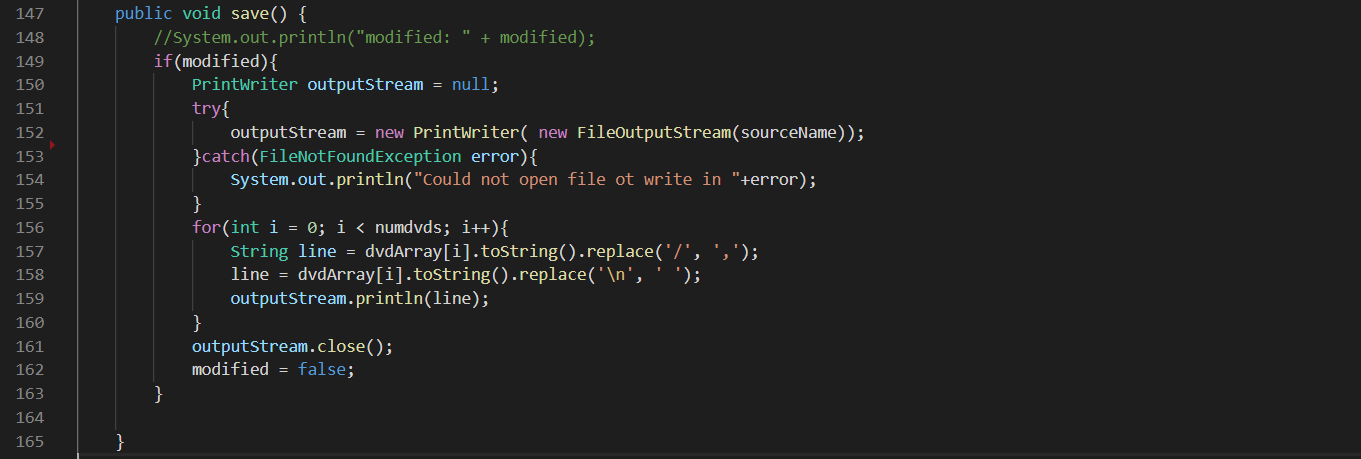 147 public void save() {
148 //System.out.println("modified: " + modified);
149 if(modified){
150 PrintWriter outputStream = null;
151 try{
152 outputStream = new PrintWriter( new FileOutputStream(sourceName));
153 }catch(FileNotFoundException error){
154 System.out.println("Could not open file ot write in "+error);
155 }
156 for(int i = 0; i < numdvds; i++){
157 String line = dvdArray[i].toString().replace('/', ',');
158 line = dvdArray[i].toString().replace('\n', ' ');
159 outputStream.println(line);
160 }
161 outputStream.close();
162 modified = false;
163 }
164
165 }